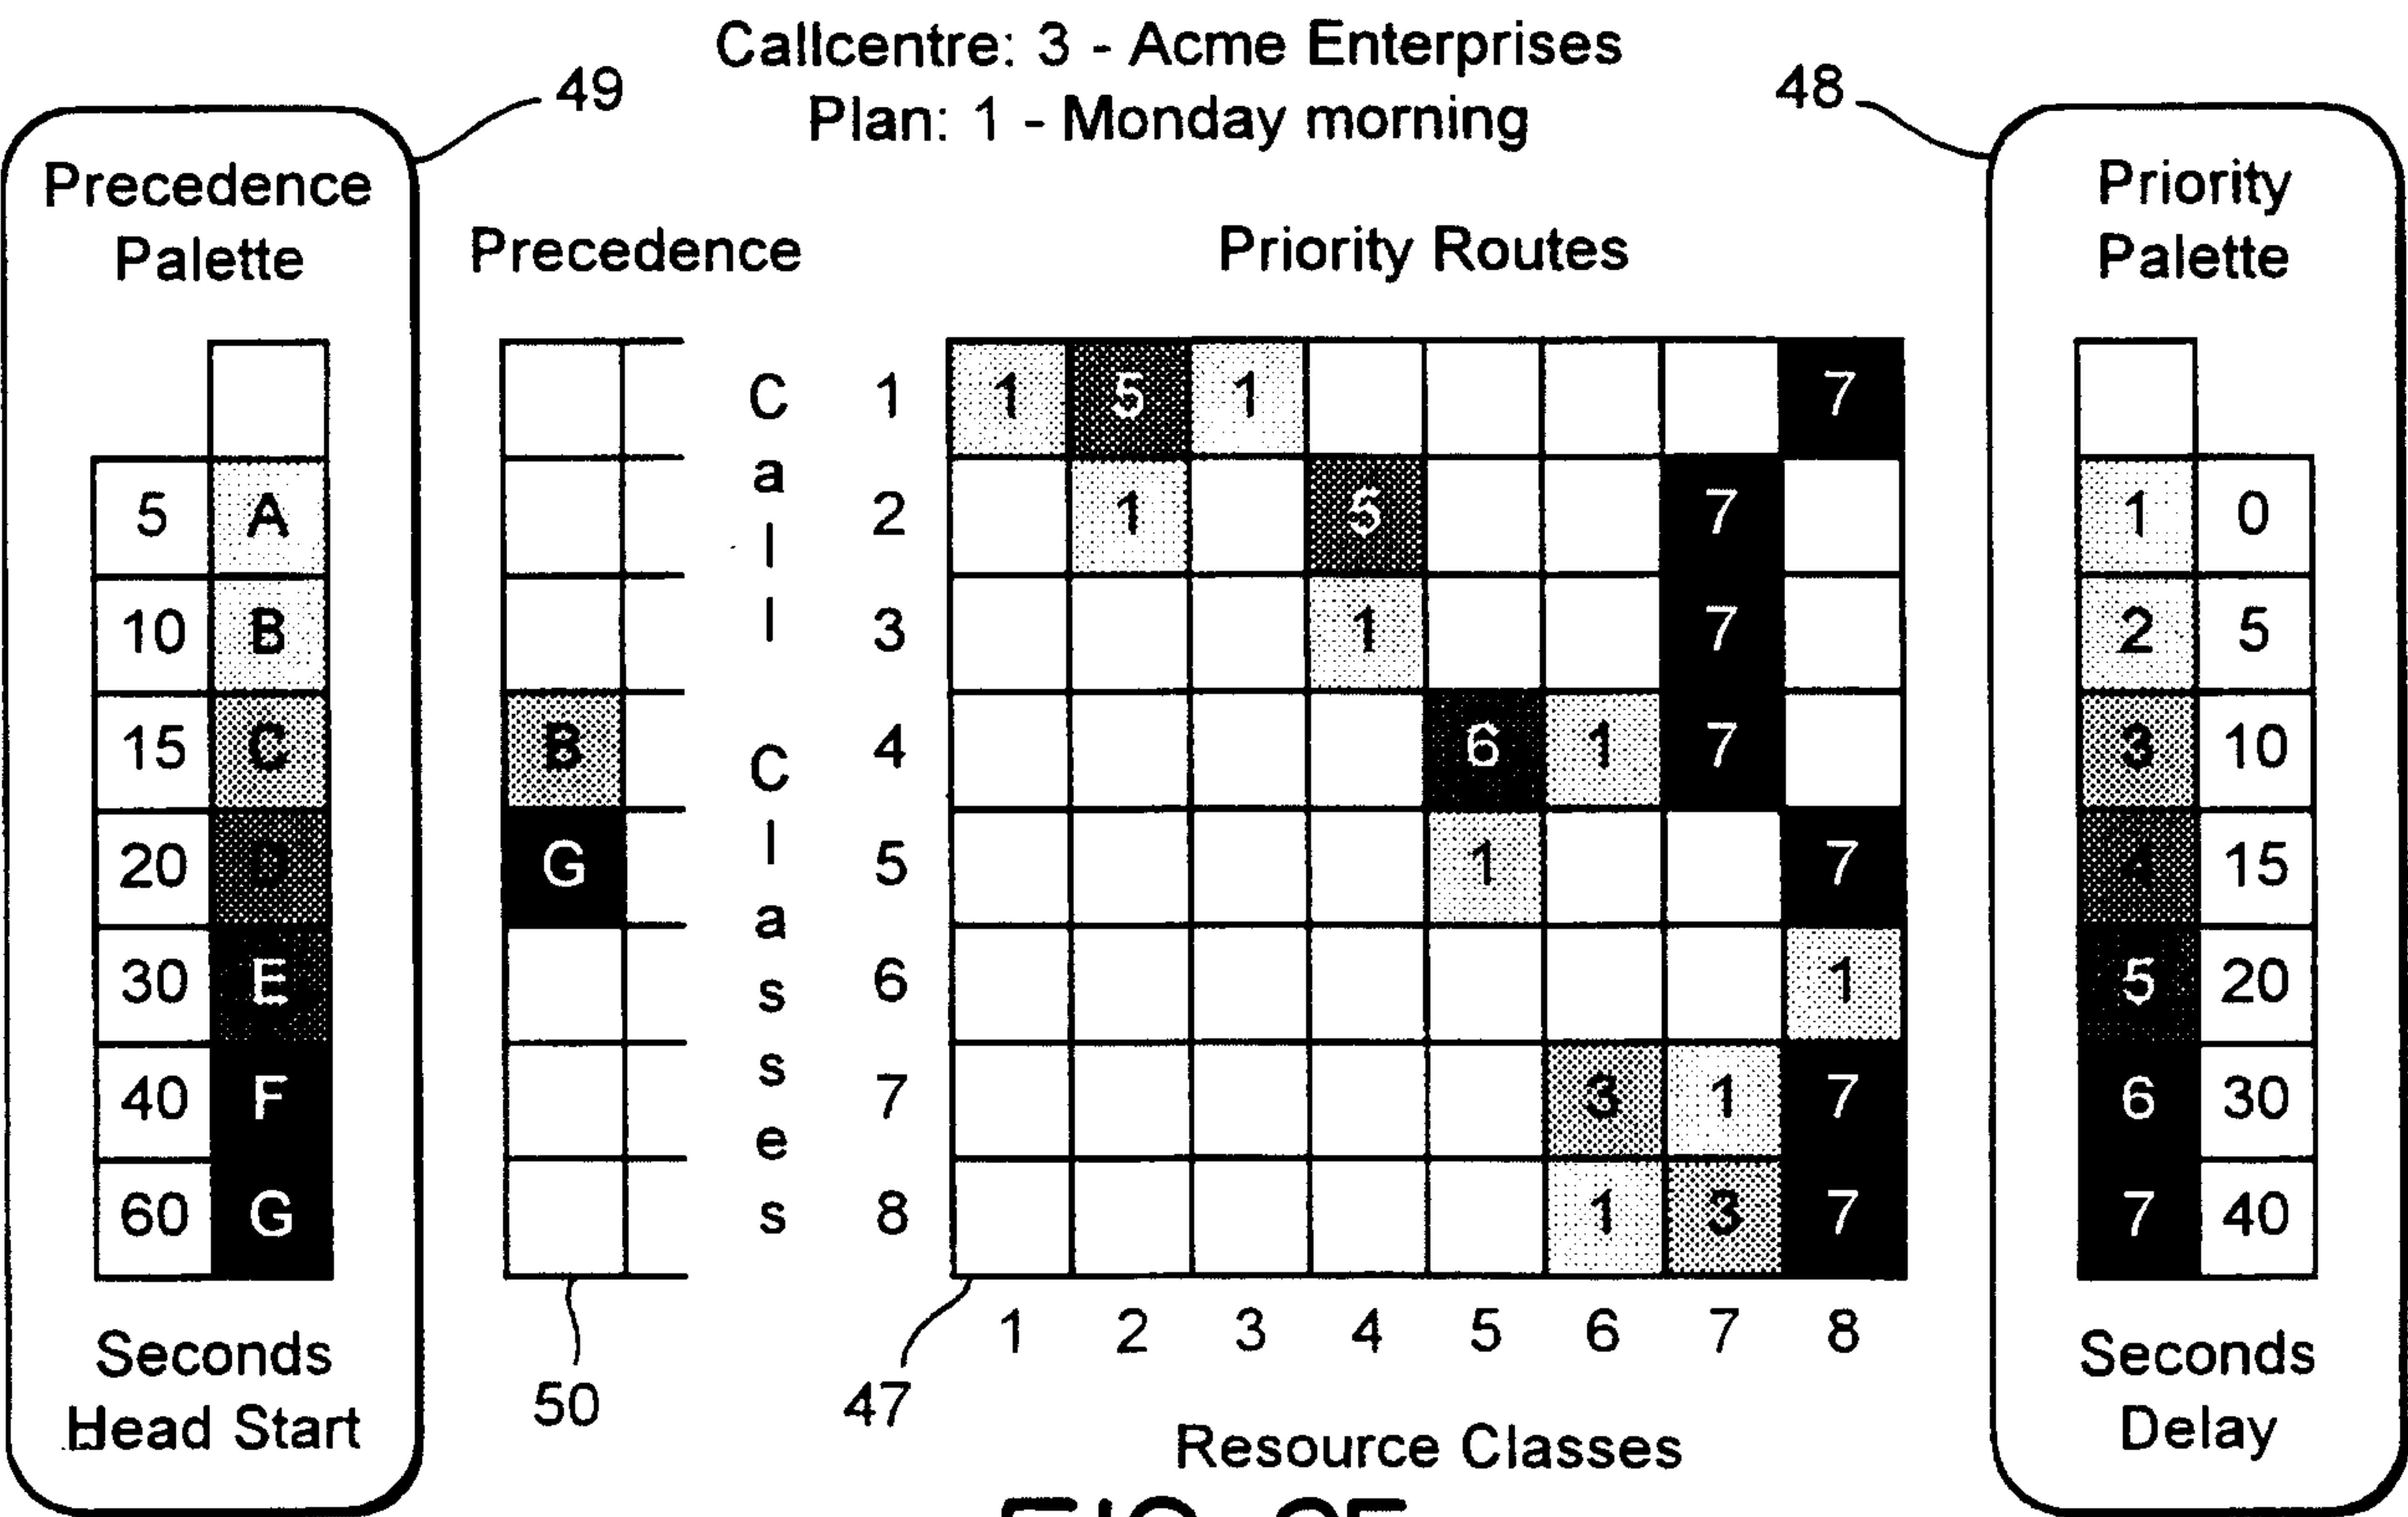 Callcentre: 3 - Acme Enterprises
Plan: 1 - Monday morning
49
48
Precedence
Palette
Precedence
Priority Routes
Priority
Palette
Call Classes
1 1 5 1 7
5 A
2 1 5 7
1 0
10 B
3 1 7
2 5
15 C
B
4 6 1 7
3 10
20 D
G
5 1 7
4 15
30 E
6 1
5 20
40 F
7 3 1 7
6 30
60 G
8 1 3 7
7 40
1 2 3 4 5 6 7 8
Seconds
Head Start
50
47
Resource Classes
Seconds
Delay